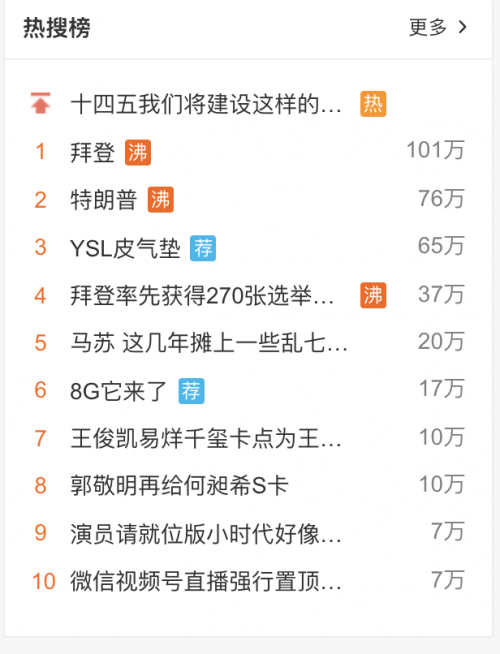 热搜榜 更多
十四五我们将建设这样的... 热
1 拜登 沸 101万
2 特朗普 沸 76万
3 YSL皮气垫 荐 65万
4 拜登率先获得270张选举... 沸 37万
5 马苏 这几年摊上一些乱七... 20万
6 8G它来了 荐 17万
7 王俊凯易烊千玺卡点为王... 10万
8 郭敬明再给何昶希S卡 10万
9 演员请就位版小时代好像... 7万
10 微信视频号直播强行置顶... 7万